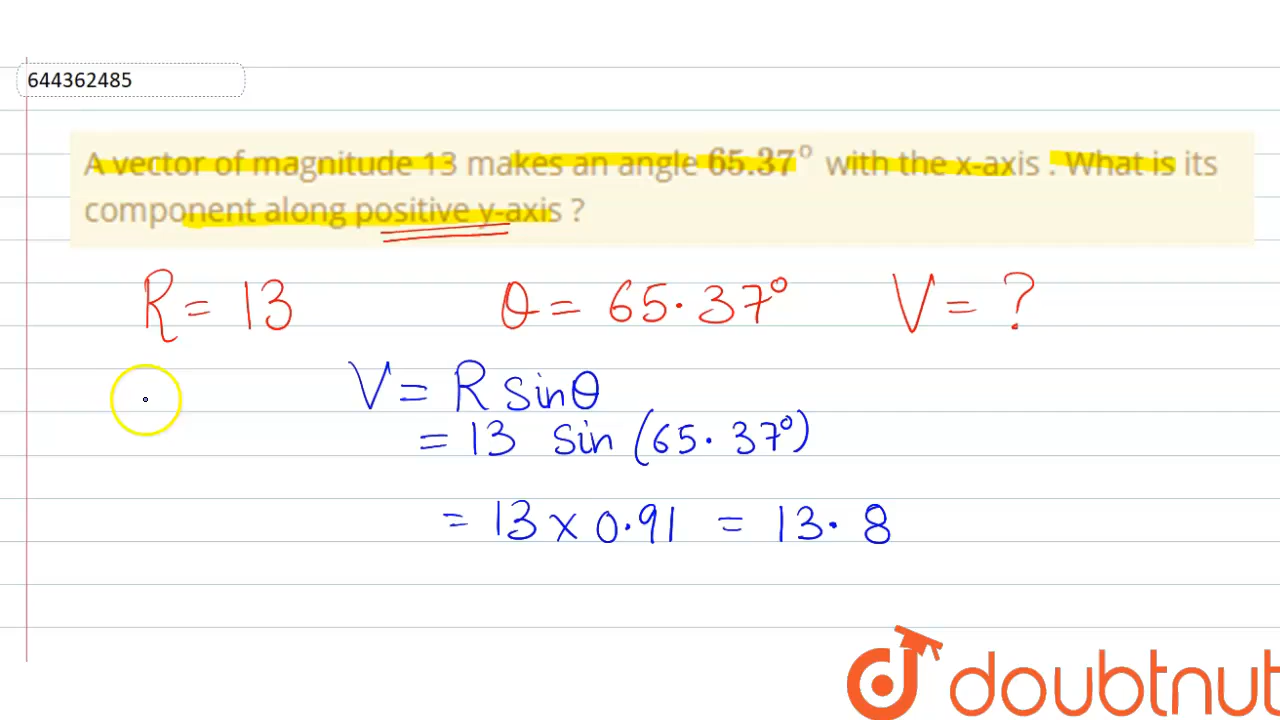 644362485
A vector of magnitude 13 makes an angle 65.37° with the x-axis . What is its
component along positive y-axis ?
R = 13 θ = 65.37° V = ?
V = R sinθ
= 13 sin (65.37°)
= 13 x 0.91 = 13.8
doubtnut